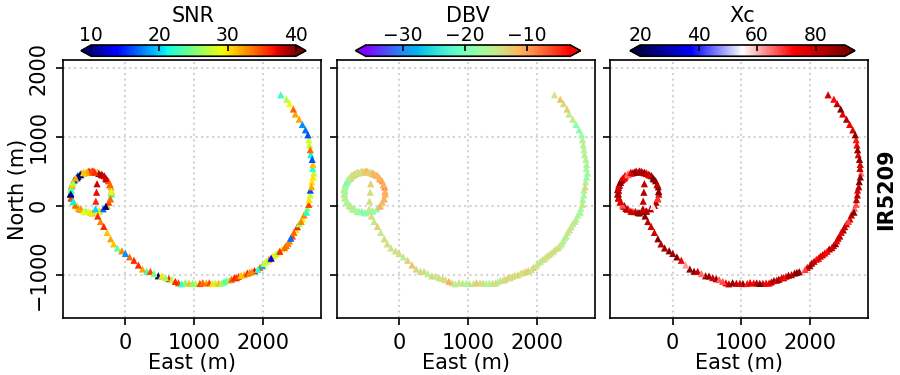 SNR DBV Xc
10 20 30 40 −30 −20 −10 20 40 60 80
2000
1000
0
−1000
North (m)
IR5209
0 1000 2000 0 1000 2000 0 1000 2000
East (m) East (m) East (m)